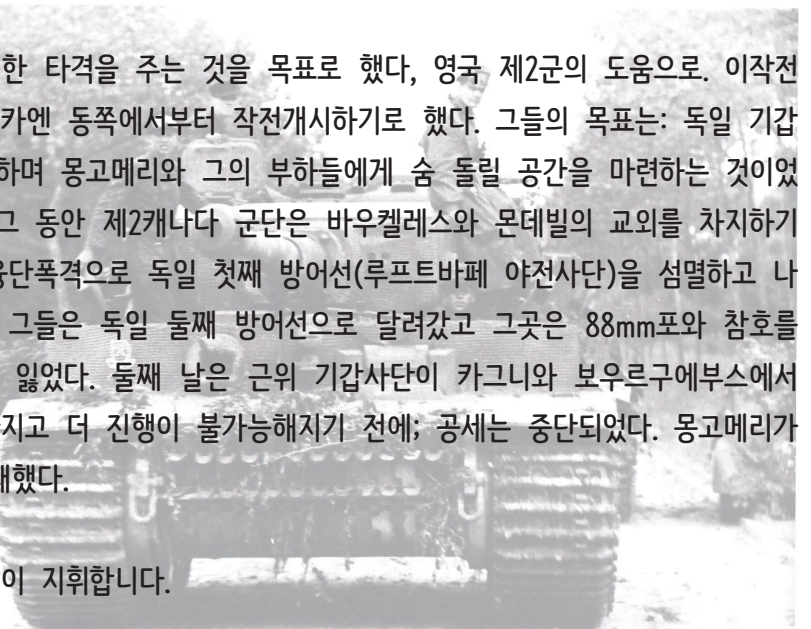 한 타격을 주는 것을 목표로 했다, 영국 제2군의 도움으로. 이작전
카엔 동쪽에서부터 작전개시하기로 했다. 그들의 목표는: 독일 기갑
하며 몽고메리와 그의 부하들에게 숨 돌릴 공간을 마련하는 것이었
그 동안 제2캐나다 군단은 바우켈레스와 몬데빌의 교외를 차지하기
융단폭격으로 독일 첫째 방어선(루프트바페 야전사단)을 섬멸하고 나
그들은 독일 둘째 방어선으로 달려갔고 그곳은 88mm포와 참호를
잃었다. 둘째 날은 근위 기갑사단이 카그니와 보우르구에부스에서
지고 더 진행이 불가능해지기 전에; 공세는 중단되었다. 몽고메리가
했다.
이 지휘합니다.